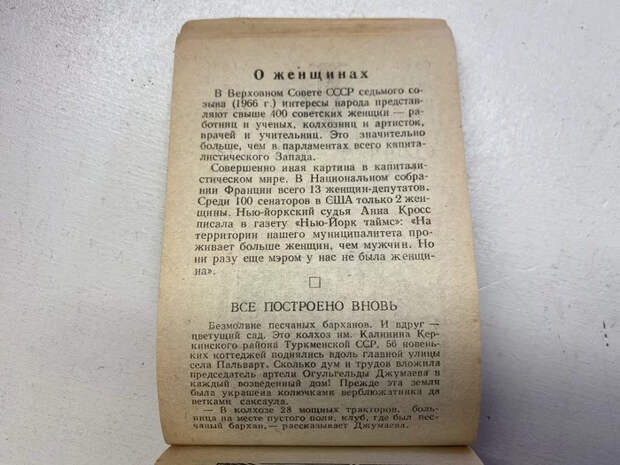 О женщинах
В Верховном Совете СССР седьмого со-
зыва (1966 г.) интересы народа представ-
ляют свыше 400 советских женщин — ра-
ботниц и ученых, колхозниц и артисток,
врачей и учительниц. Это значительно
больше, чем в парламентах всего капита-
листического Запада.
Совершенно иная картина в капитали-
стическом мире. В Национальном собра-
нии Франции всего 13 женщин-депутатов.
Среди 100 сенаторов в США только 2 жен-
щины. Нью-йоркский судья Анна Кросс
писала в газету «Нью-Йорк таймс»: «На
территории нашего муниципалитета про-
живает больше женщин, чем мужчин. Но
ни разу еще мэром у нас не была женщи-
на».
ВСЕ ПОСТРОЕНО ВНОВЬ
Безмолвие песчаных барханов. И вдруг —
цветущий сад. Это колхоз им. Калинина Кер-
кинского района Туркменской ССР. 56 новень-
ких коттеджей поднялись вдоль главной улицы
села Пальварт. Сколько дум и трудов вложила
председатель артели Огульгельды Джумаева в
каждый возведенный дом! Прежде эта земля
была украшена колючками верблюжатника да
ветками саксаула.
— В колхозе 28 мощных тракторов, боль-
ница на месте пустого поля, клуб, где был пес-
чаный бархан,— рассказывает Джумаева.